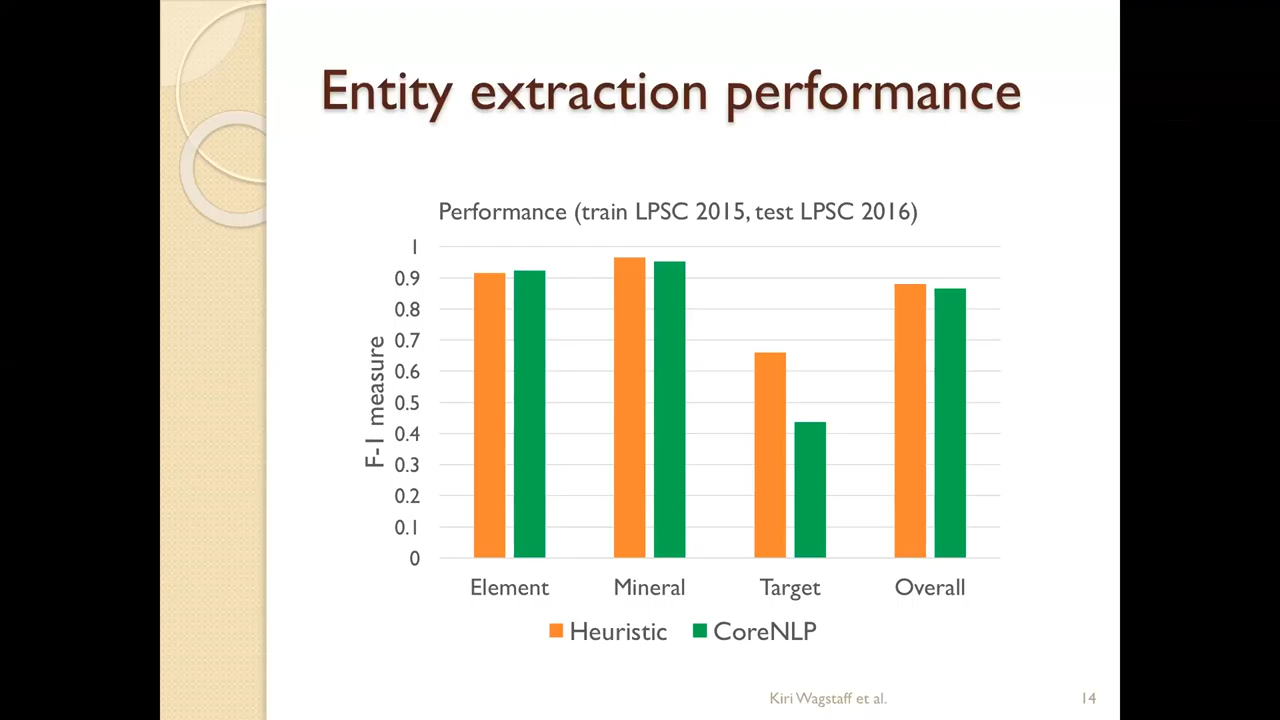 Entity extraction performance
Performance (train LPSC 2015, test LPSC 2016)
F-1 measure
1
0.9
0.8
0.7
0.6
0.5
0.4
0.3
0.2
0.1
0
Element Mineral Target Overall
Heuristic CoreNLP
Kiri Wagstaff et al. 14